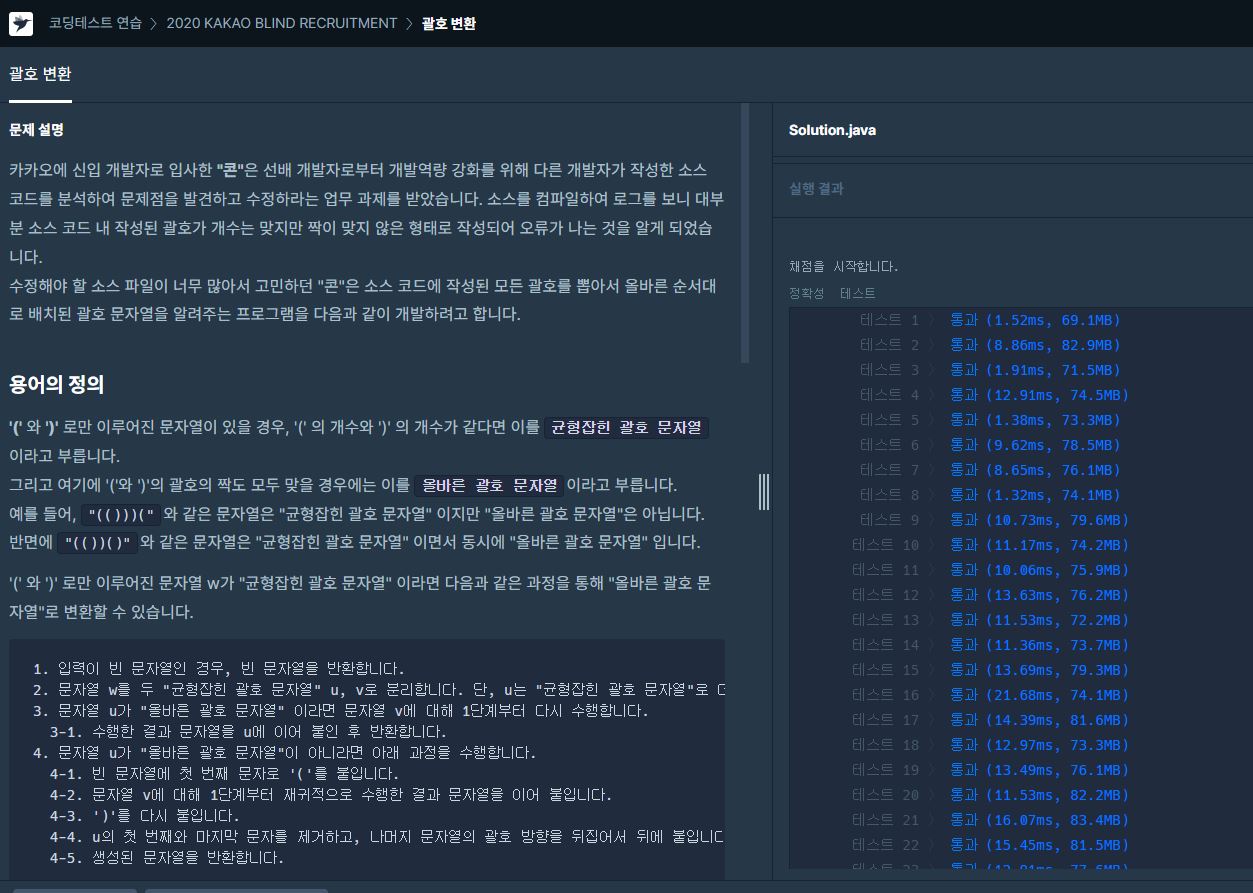 코딩테스트 연습 > 2020 KAKAO BLIND RECRUITMENT > 괄호 변환
괄호 변환
문제 설명
카카오에 신입 개발자로 입사한 "콘"은 선배 개발자로부터 개발역량 강화를 위해 다른 개발자가 작성한 소스
코드를 분석하여 문제점을 발견하고 수정하라는 업무 과제를 받았습니다. 소스를 컴파일하여 로그를 보니 대부
분 소스 코드 내 작성된 괄호가 개수는 맞지만 짝이 맞지 않은 형태로 작성되어 오류가 나는 것을 알게 되었습
니다.
수정해야 할 소스 파일이 너무 많아서 고민하던 "콘"은 소스 코드에 작성된 모든 괄호를 뽑아서 올바른 순서대
로 배치된 괄호 문자열을 알려주는 프로그램을 다음과 같이 개발하려고 합니다.
용어의 정의
'(' 와 ')' 로만 이루어진 문자열이 있을 경우, '(' 의 개수와 ')' 의 개수가 같다면 이를 균형잡힌 괄호 문자열
이라고 부릅니다.
그리고 여기에 '('와 ')'의 괄호의 짝도 모두 맞을 경우에는 이를 올바른 괄호 문자열 이라고 부릅니다.
예를 들어, "(()))(" 와 같은 문자열은 "균형잡힌 괄호 문자열" 이지만 "올바른 괄호 문자열"은 아닙니다.
반면에 "(())()" 와 같은 문자열은 "균형잡힌 괄호 문자열" 이면서 동시에 "올바른 괄호 문자열" 입니다.
'(' 와 ')' 로만 이루어진 문자열 w가 "균형잡힌 괄호 문자열" 이라면 다음과 같은 과정을 통해 "올바른 괄호 문
자열"로 변환할 수 있습니다.
1. 입력이 빈 문자열인 경우, 빈 문자열을 반환합니다.
2. 문자열 w를 두 "균형잡힌 괄호 문자열" u, v로 분리합니다. 단, u는 "균형잡힌 괄호 문자열"로
3. 문자열 u가 "올바른 괄호 문자열" 이라면 문자열 v에 대해 1단계부터 다시 수행합니다.
3-1. 수행한 결과 문자열을 u에 이어 붙인 후 반환합니다.
4. 문자열 u가 "올바른 괄호 문자열"이 아니라면 아래 과정을 수행합니다.
4-1. 빈 문자열에 첫 번째 문자로 '('를 붙입니다.
4-2. 문자열 v에 대해 1단계부터 재귀적으로 수행한 결과 문자열을 이어 붙입니다.
4-3. ')'를 다시 붙입니다.
4-4. u의 첫 번째와 마지막 문자를 제거하고, 나머지 문자열의 괄호 방향을 뒤집어서 뒤에 붙입니다
4-5. 생성된 문자열을 반환합니다.
Solution.java
실행 결과
채점을 시작합니다.
정확성 테스트
테스트 1 > 통과 (1.52ms, 69.1MB)
테스트 2 > 통과 (8.86ms, 82.9MB)
테스트 3 > 통과 (1.91ms, 71.5MB)
테스트 4 > 통과 (12.91ms, 74.5MB)
테스트 5 > 통과 (1.38ms, 73.3MB)
테스트 6 > 통과 (9.62ms, 78.5MB)
테스트 7 > 통과 (8.65ms, 76.1MB)
테스트 8 > 통과 (1.32ms, 74.1MB)
테스트 9 > 통과 (10.73ms, 79.6MB)
테스트 10 > 통과 (11.17ms, 74.2MB)
테스트 11 > 통과 (10.06ms, 75.9MB)
테스트 12 > 통과 (13.63ms, 76.2MB)
테스트 13 > 통과 (11.53ms, 72.2MB)
테스트 14 > 통과 (11.36ms, 73.7MB)
테스트 15 > 통과 (13.69ms, 79.3MB)
테스트 16 > 통과 (21.68ms, 74.1MB)
테스트 17 > 통과 (14.39ms, 81.6MB)
테스트 18 > 통과 (12.97ms, 73.3MB)
테스트 19 > 통과 (13.49ms, 76.1MB)
테스트 20 > 통과 (11.53ms, 82.2MB)
테스트 21 > 통과 (16.07ms, 83.4MB)
테스트 22 > 통과 (15.45ms, 81.5MB)